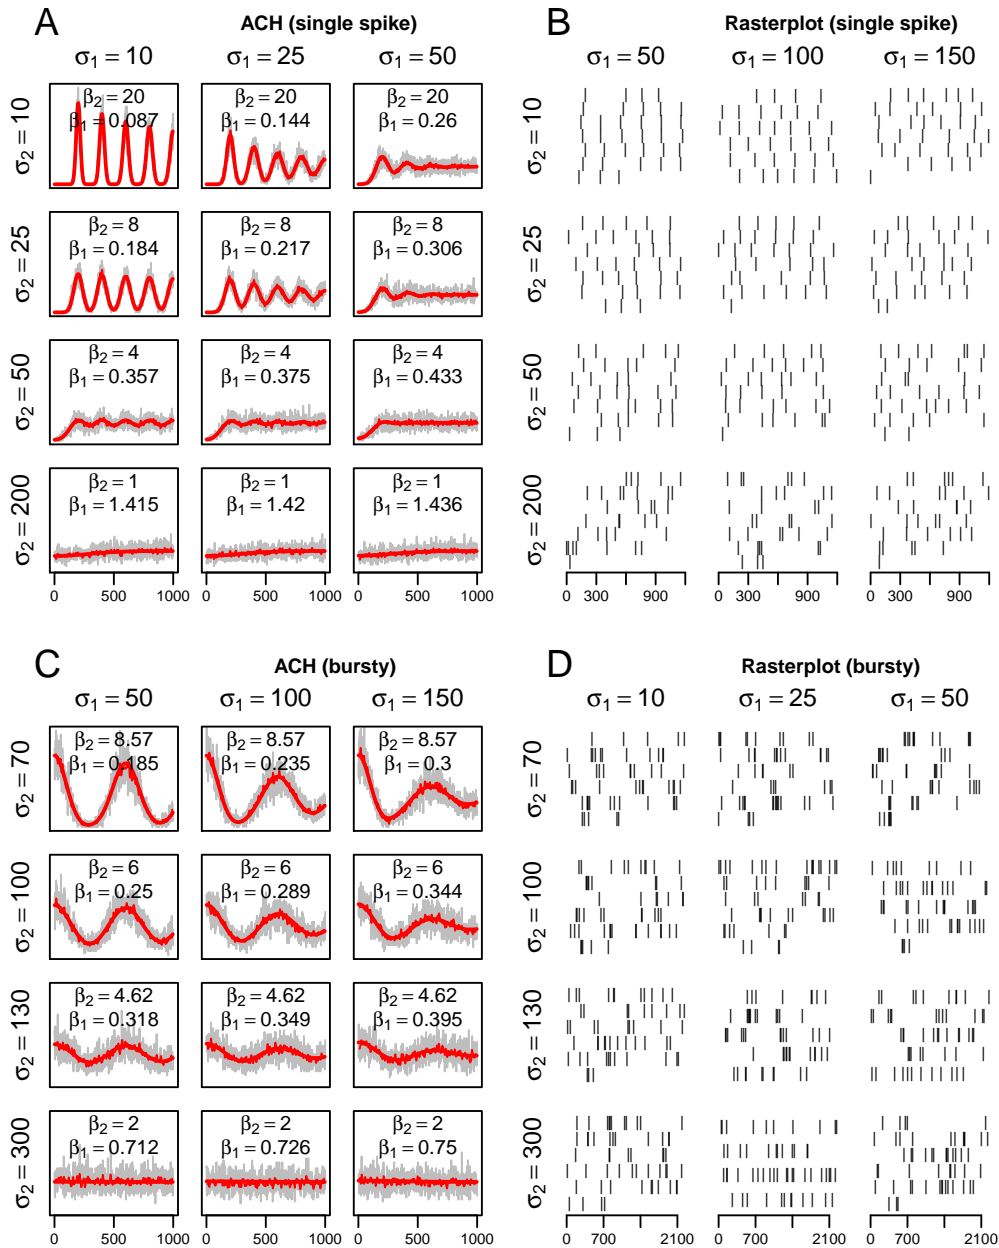 A ACH (single spike)
σ1 = 10 σ1 = 25 σ1 = 50
σ2 = 10
β2 = 20 β2 = 20 β2 = 20
β1 = 0.087 β1 = 0.144 β1 = 0.26
σ2 = 25
β2 = 8 β2 = 8 β2 = 8
β1 = 0.184 β1 = 0.217 β1 = 0.306
σ2 = 50
β2 = 4 β2 = 4 β2 = 4
β1 = 0.357 β1 = 0.375 β1 = 0.433
σ2 = 200
β2 = 1 β2 = 1 β2 = 1
β1 = 1.415 β1 = 1.42 β1 = 1.436
0 500 1000 0 500 1000 0 500 1000
B Rasterplot (single spike)
σ1 = 50 σ1 = 100 σ1 = 150
σ2 = 10
σ2 = 25
σ2 = 50
σ2 = 200
0 300 900 0 300 900 0 300 900
C ACH (bursty)
σ1 = 50 σ1 = 100 σ1 = 150
σ2 = 70
β2 = 8.57 β2 = 8.57 β2 = 8.57
β1 = 0.185 β1 = 0.235 β1 = 0.3
σ2 = 100
β2 = 6 β2 = 6 β2 = 6
β1 = 0.25 β1 = 0.289 β1 = 0.344
σ2 = 130
β2 = 4.62 β2 = 4.62 β2 = 4.62
β1 = 0.318 β1 = 0.349 β1 = 0.395
σ2 = 300
β2 = 2 β2 = 2 β2 = 2
β1 = 0.712 β1 = 0.726 β1 = 0.75
0 500 1000 0 500 1000 0 500 1000
D Rasterplot (bursty)
σ1 = 10 σ1 = 25 σ1 = 50
σ2 = 70
σ2 = 100
σ2 = 130
σ2 = 300
0 700 2100 0 700 2100 0 700 2100